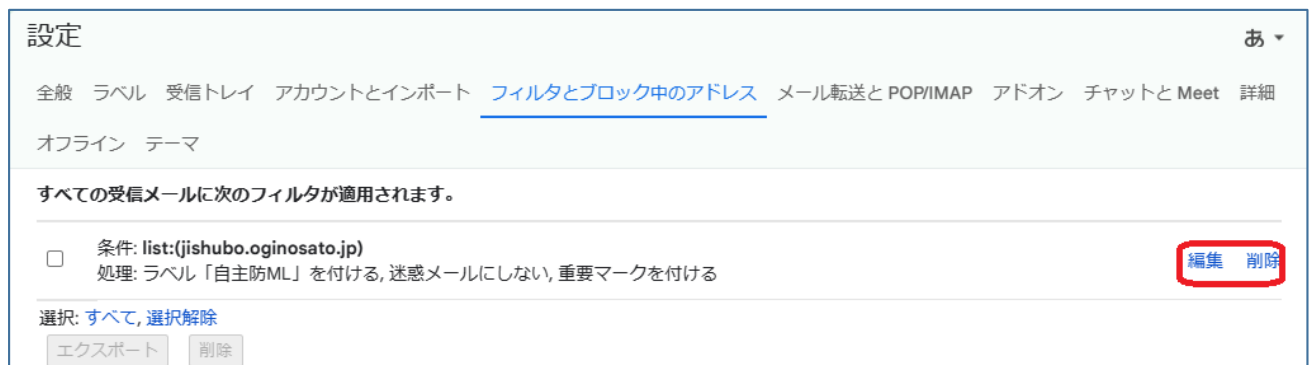 設定
あ
全般 ラベル 受信トレイ アカウントとインポート フィルタとブロック中のアドレス メール転送と POP/IMAP アドオン チャットと Meet 詳細
オフライン テーマ
すべての受信メールに次のフィルタが適用されます。
条件: list:(jishubo.oginosato.jp)
処理: ラベル「自主防ML」を付ける, 迷惑メールにしない, 重要マークを付ける
編集 削除
選択: すべて, 選択解除
エクスポート 削除